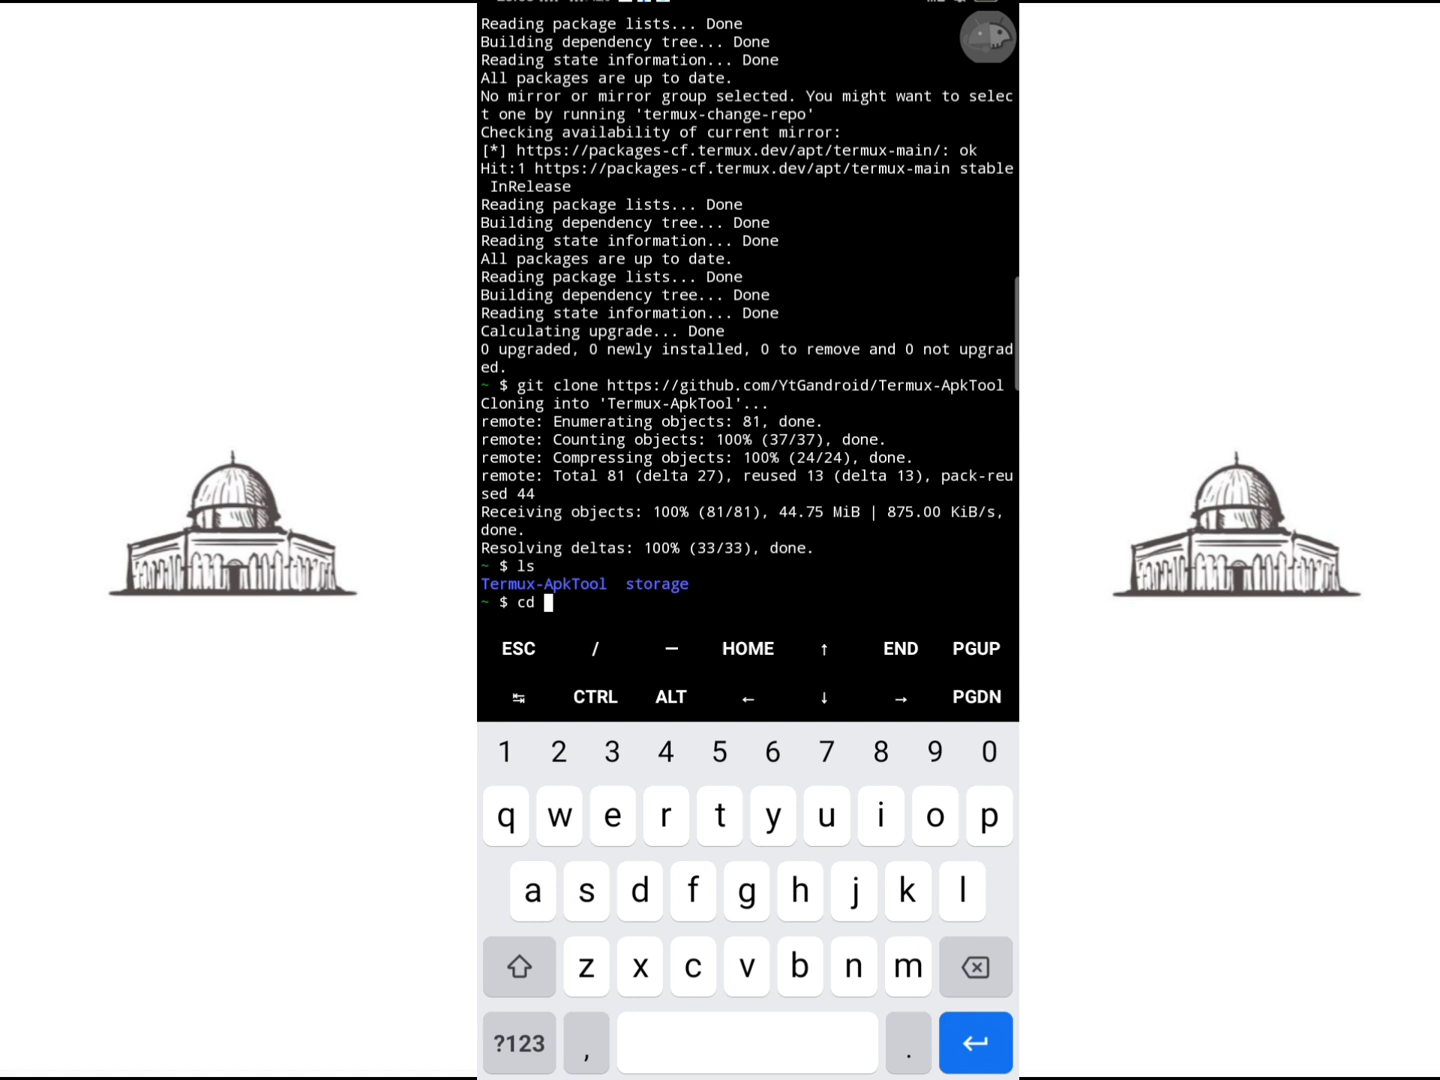 Reading package lists... Done
Building dependency tree... Done
Reading state information... Done
All packages are up to date.
No mirror or mirror group selected. You might want to selec
t one by running 'termux-change-repo'
Checking availability of current mirror:
[*] https://packages-cf.termux.dev/apt/termux-main/: ok
Hit:1 https://packages-cf.termux.dev/apt/termux-main stable
 InRelease
Reading package lists... Done
Building dependency tree... Done
Reading state information... Done
All packages are up to date.
Reading package lists... Done
Building dependency tree... Done
Reading state information... Done
Calculating upgrade... Done
0 upgraded, 0 newly installed, 0 to remove and 0 not upgrad
ed.
~ $ git clone https://github.com/YtGandroid/Termux-ApkTool
Cloning into 'Termux-ApkTool'...
remote: Enumerating objects: 81, done.
remote: Counting objects: 100% (37/37), done.
remote: Compressing objects: 100% (24/24), done.
remote: Total 81 (delta 27), reused 13 (delta 13), pack-reu
sed 44
Receiving objects: 100% (81/81), 44.75 MiB | 875.00 KiB/s,
done.
Resolving deltas: 100% (33/33), done.
~ $ ls
Termux-ApkTool  storage
~ $ cd
ESC / — HOME ↑ END PGUP
↹ CTRL ALT ← ↓ → PGDN
1 2 3 4 5 6 7 8 9 0
q w e r t y u i o p
a s d f g h j k l
z x c v b n m
?123 , .